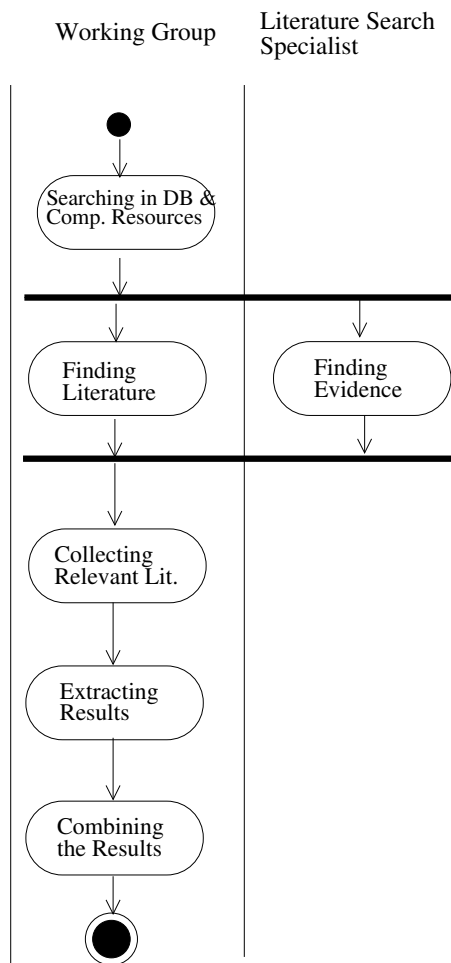 Working Group
Literature Search
Specialist
Searching in DB &
Comp. Resources
Finding
Literature
Finding
Evidence
Collecting
Relevant Lit.
Extracting
Results
Combining
the Results